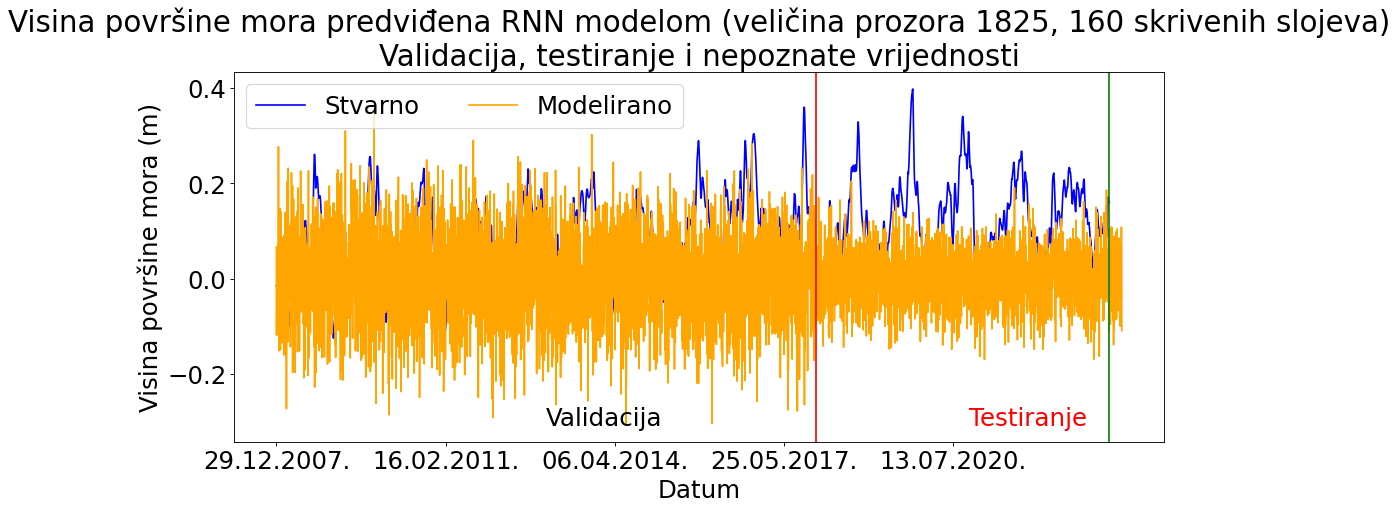 Visina površine mora predviđena RNN modelom (veličina prozora 1825, 160 skrivenih slojeva)
Validacija, testiranje i nepoznate vrijednosti
Stvarno Modelirano
Visina površine mora (m)
0.4
0.2
0.0
−0.2
Validacija
Testiranje
29.12.2007. 16.02.2011. 06.04.2014. 25.05.2017. 13.07.2020.
Datum